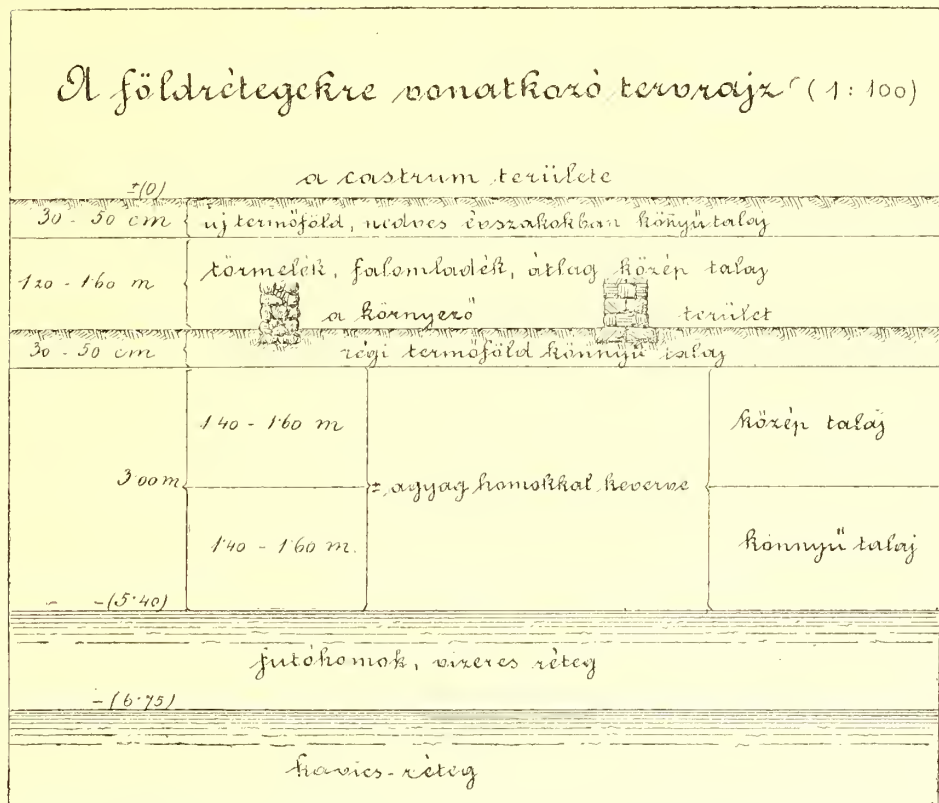 A földrétegekre vonatkozó tervrajz (1:100)
a castrum területe
±(0)
30 - 50 cm új termőföld, nedves évszakokban könyű talaj
1·20 - 1·60 m törmelék, falomladék, átlag közép talaj
a környező terület
30 - 50 cm régi termőföld könnyű talaj
1·40 - 1·60 m közép talaj
3·00 m ± agyag homokkal keverve
1·40 - 1·60 m. könnyű talaj
-(5·40)
futóhomok, vizeres réteg
-(6·75)
kavics-réteg